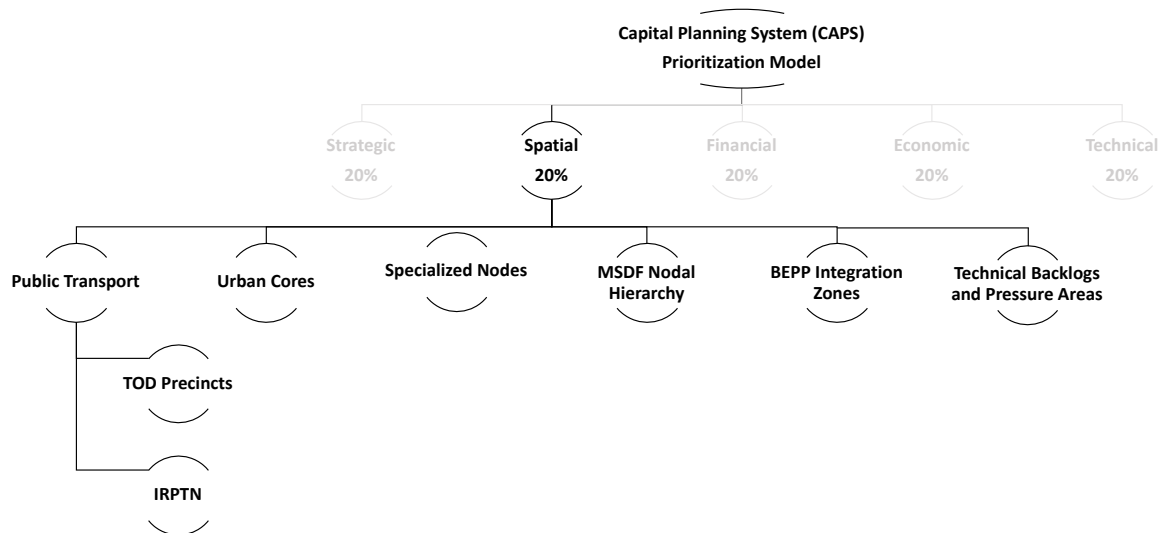 Capital Planning System (CAPS)
Prioritization Model
Strategic
20%
Spatial
20%
Financial
20%
Economic
20%
Technical
20%
Public Transport
Urban Cores
Specialized Nodes
MSDF Nodal
Hierarchy
BEPP Integration
Zones
Technical Backlogs
and Pressure Areas
TOD Precincts
IRPTN